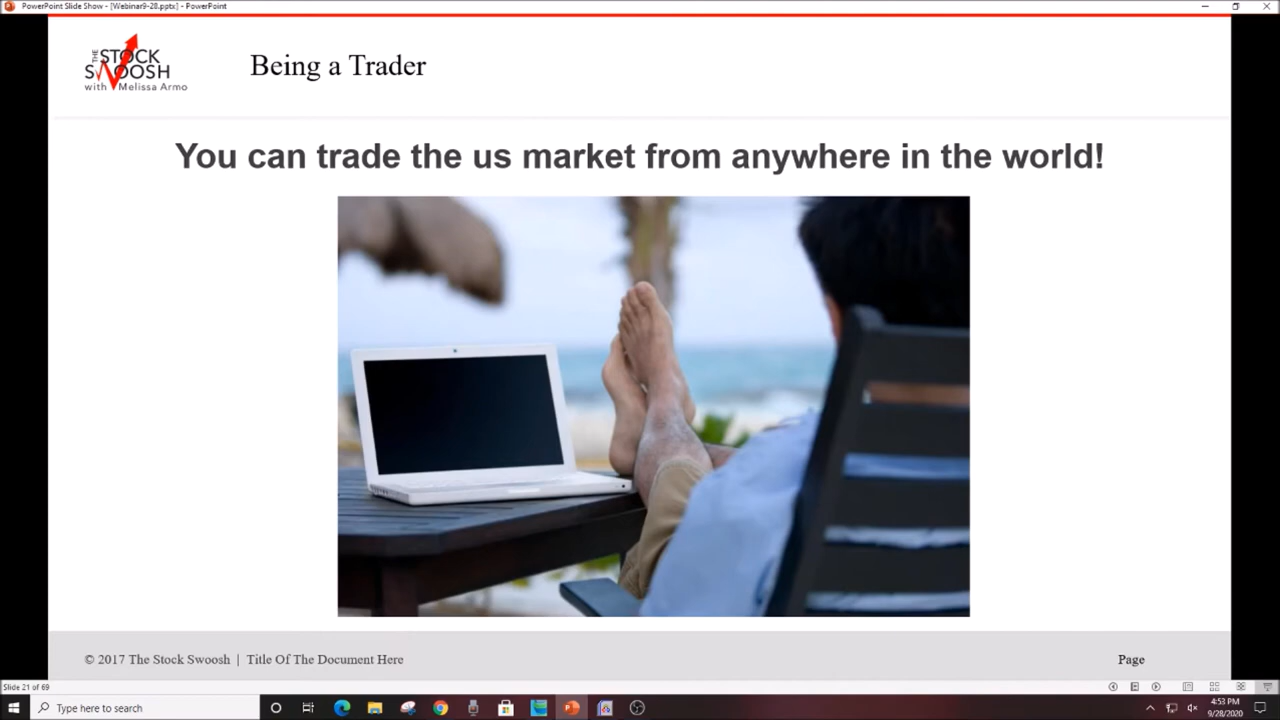 PowerPoint Slide Show - [Webinar9-28.pptx] - PowerPoint
THE STOCK
SWOOSH
with Melissa Armo
Being a Trader
You can trade the us market from anywhere in the world!
© 2017 The Stock Swoosh | Title Of The Document Here
Page
Slide 21 of 69
Type here to search
4:53 PM
9/28/2020